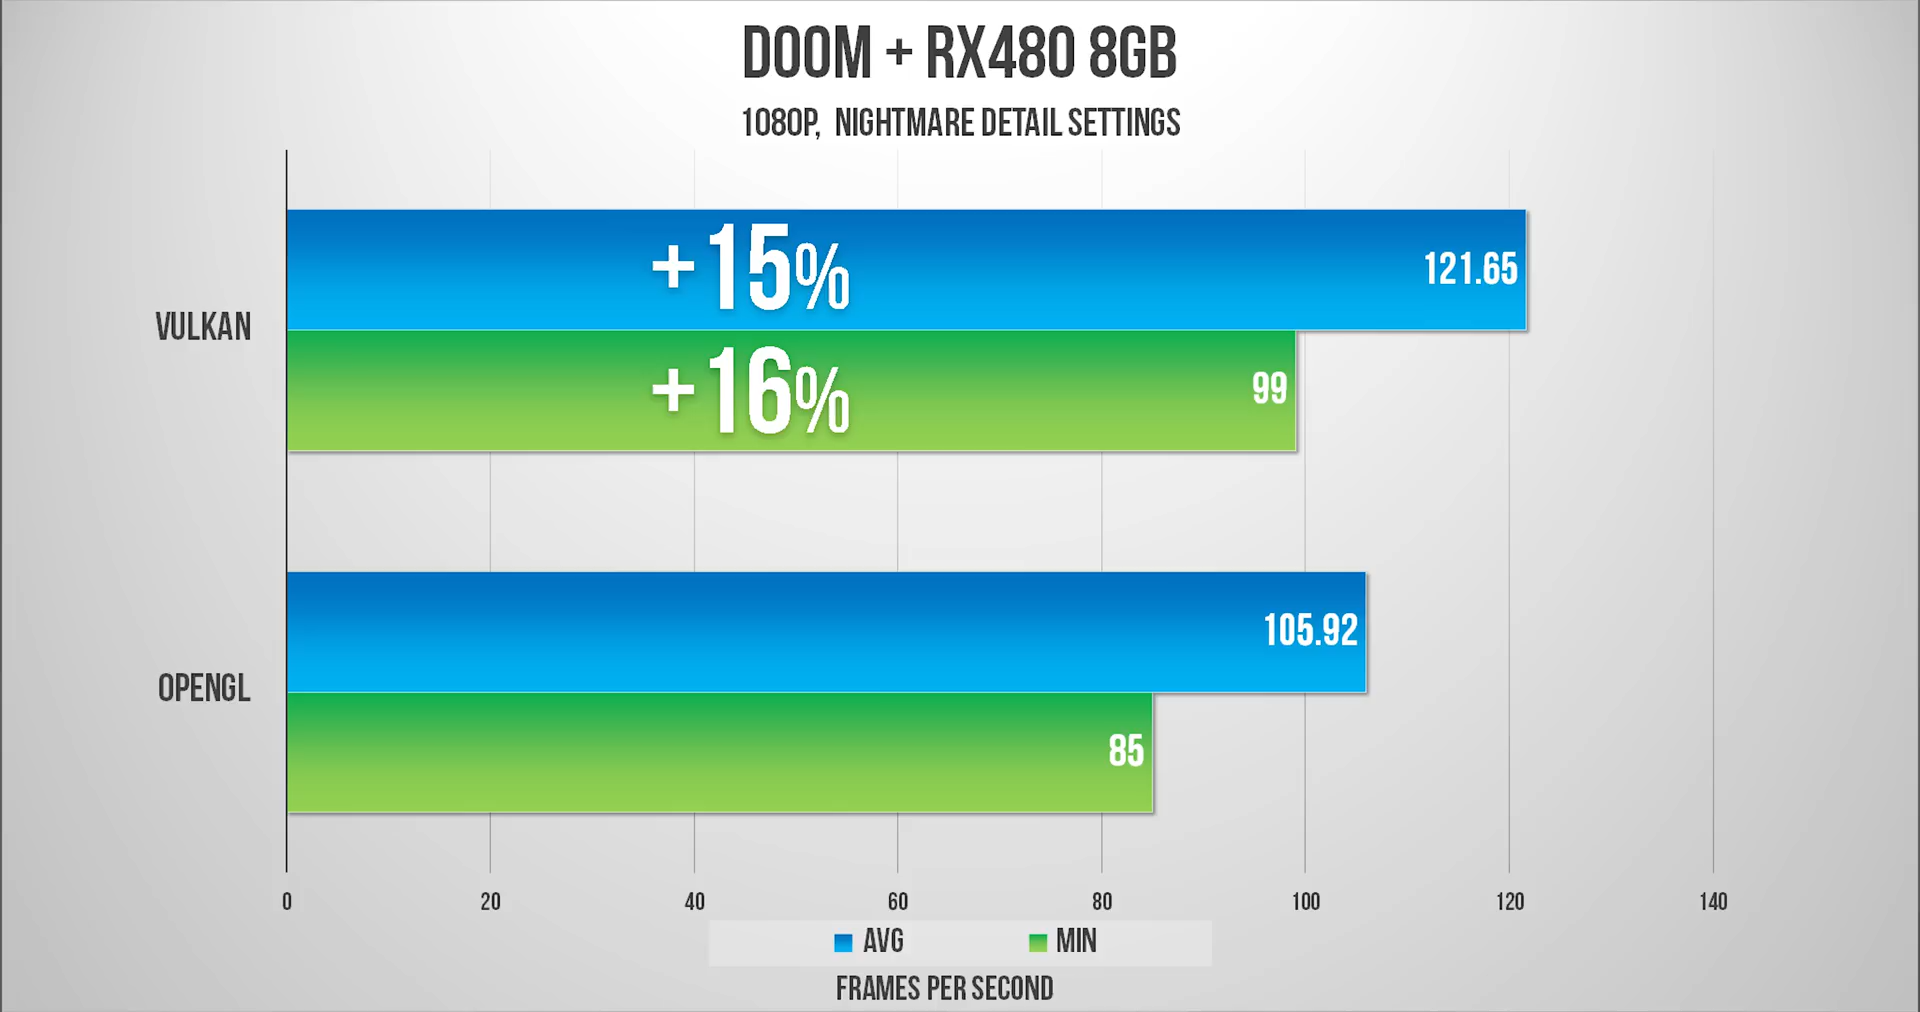 DOOM + RX480 8GB
1080P, NIGHTMARE DETAIL SETTINGS
VULKAN
+15%
121.65
+16%
99
OPENGL
105.92
85
0 20 40 60 80 100 120 140
AVG MIN
FRAMES PER SECOND